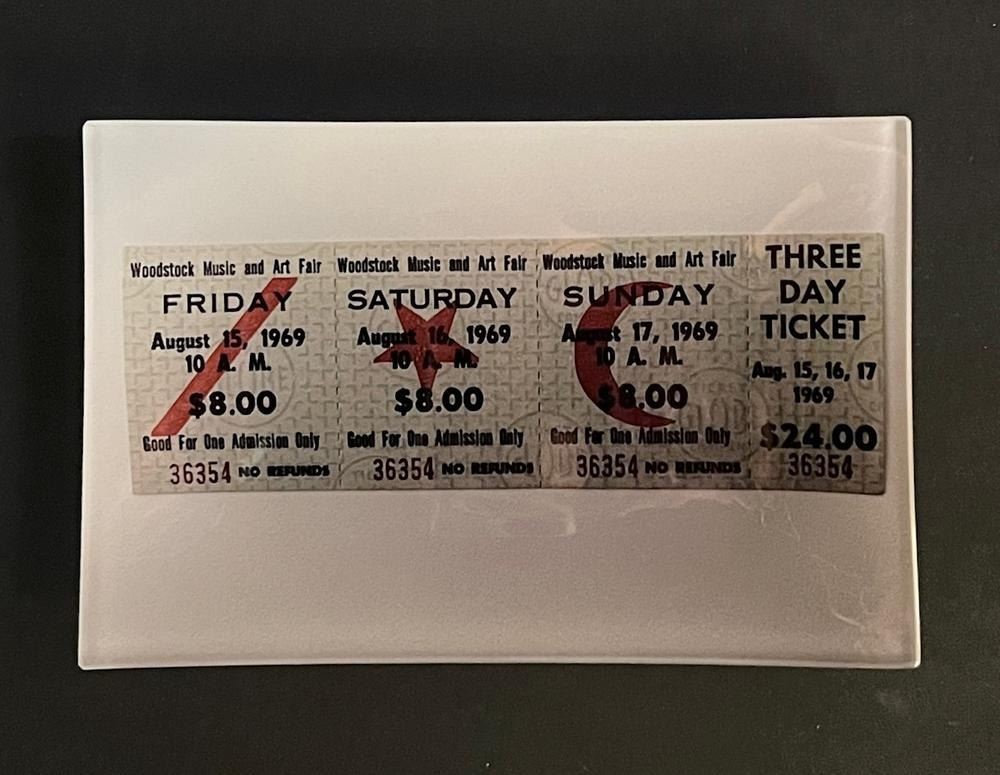 Woodstock Music and Art Fair
FRIDAY
August 15, 1969
10 A. M.
$8.00
Good For One Admission Only
36354 NO REFUNDS
Woodstock Music and Art Fair
SATURDAY
August 16, 1969
10 A. M.
$8.00
Good For One Admission Only
36354 NO REFUNDS
Woodstock Music and Art Fair
SUNDAY
August 17, 1969
10 A. M.
$8.00
Good For One Admission Only
36354 NO REFUNDS
THREE
DAY
TICKET
Aug. 15, 16, 17
1969
$24.00
36354